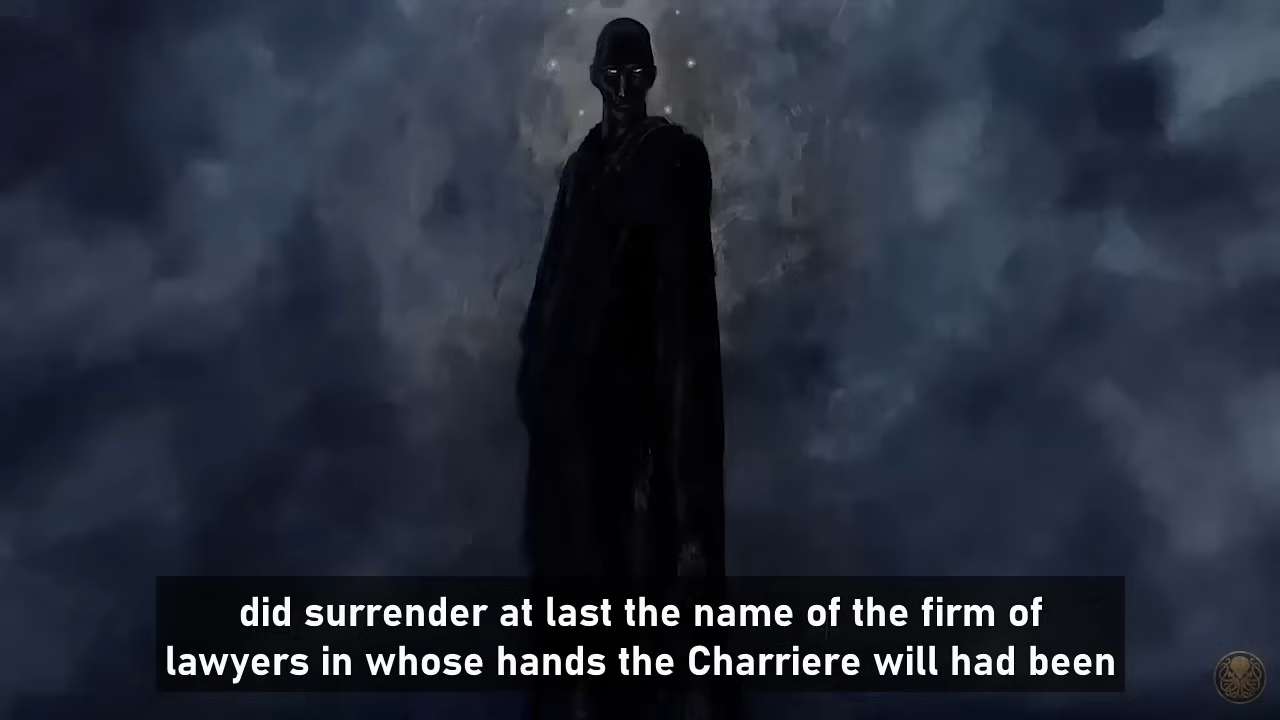 did surrender at last the name of the firm of
lawyers in whose hands the Charriere will had been